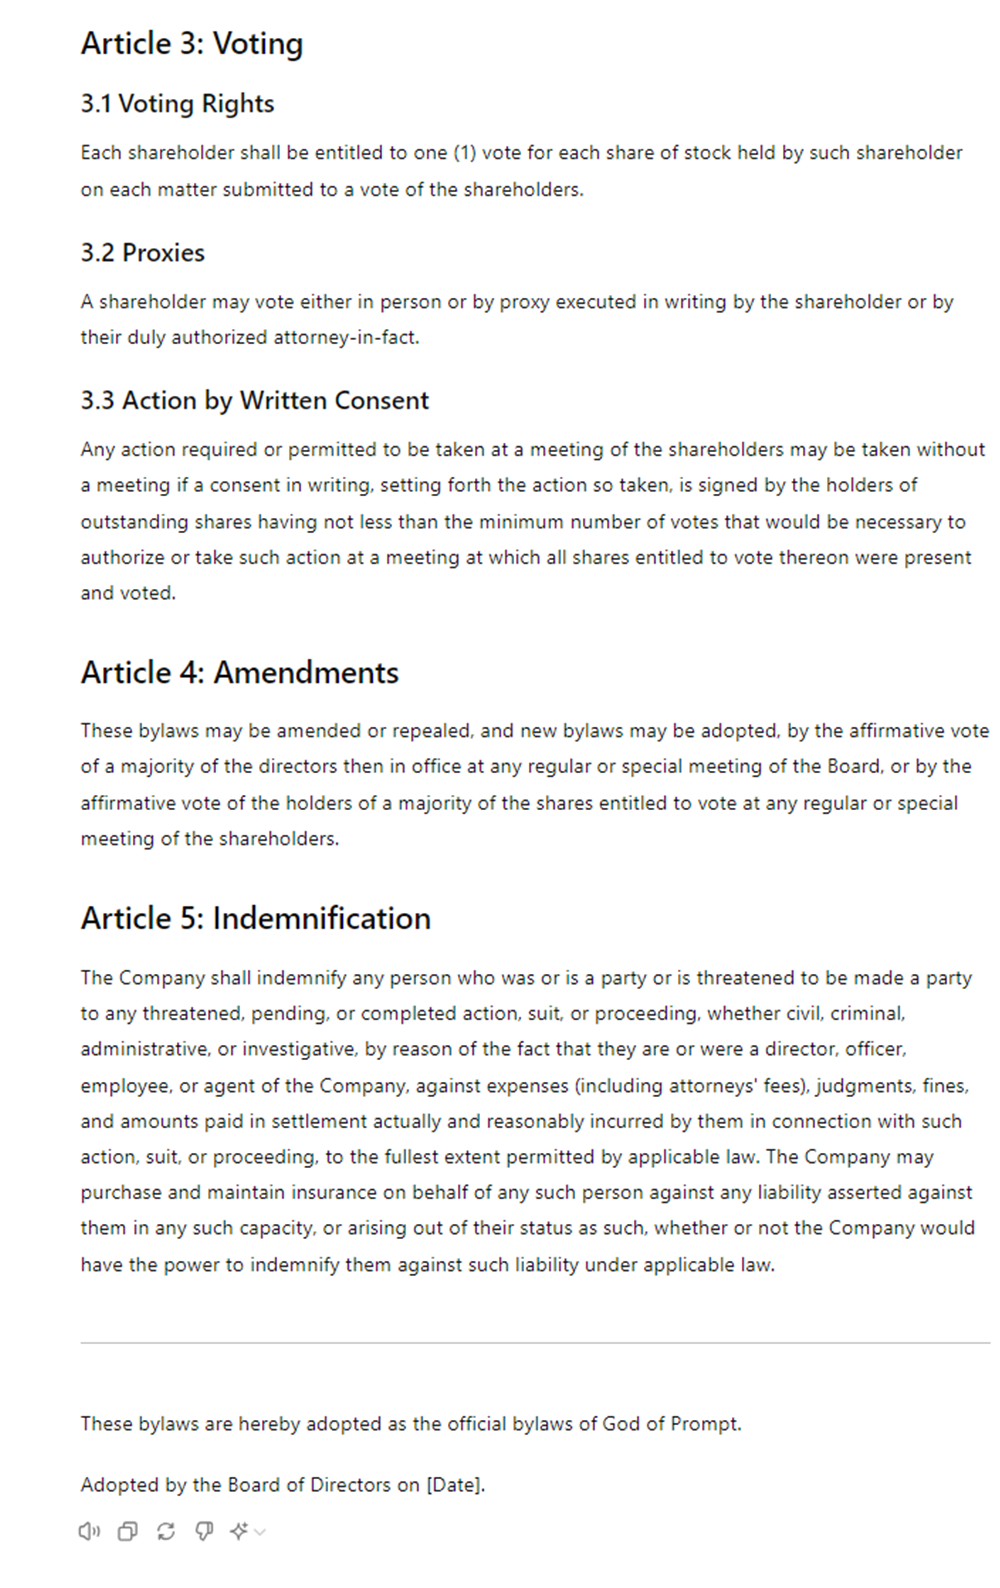 Article 3: Voting
3.1 Voting Rights
Each shareholder shall be entitled to one (1) vote for each share of stock held by such shareholder
on each matter submitted to a vote of the shareholders.
3.2 Proxies
A shareholder may vote either in person or by proxy executed in writing by the shareholder or by
their duly authorized attorney-in-fact.
3.3 Action by Written Consent
Any action required or permitted to be taken at a meeting of the shareholders may be taken without
a meeting if a consent in writing, setting forth the action so taken, is signed by the holders of
outstanding shares having not less than the minimum number of votes that would be necessary to
authorize or take such action at a meeting at which all shares entitled to vote thereon were present
and voted.
Article 4: Amendments
These bylaws may be amended or repealed, and new bylaws may be adopted, by the affirmative vote
of a majority of the directors then in office at any regular or special meeting of the Board, or by the
affirmative vote of the holders of a majority of the shares entitled to vote at any regular or special
meeting of the shareholders.
Article 5: Indemnification
The Company shall indemnify any person who was or is a party or is threatened to be made a party
to any threatened, pending, or completed action, suit, or proceeding, whether civil, criminal,
administrative, or investigative, by reason of the fact that they are or were a director, officer,
employee, or agent of the Company, against expenses (including attorneys' fees), judgments, fines,
and amounts paid in settlement actually and reasonably incurred by them in connection with such
action, suit, or proceeding, to the fullest extent permitted by applicable law. The Company may
purchase and maintain insurance on behalf of any such person against any liability asserted against
them in any such capacity, or arising out of their status as such, whether or not the Company would
have the power to indemnify them against such liability under applicable law.
These bylaws are hereby adopted as the official bylaws of God of Prompt.
Adopted by the Board of Directors on [Date].